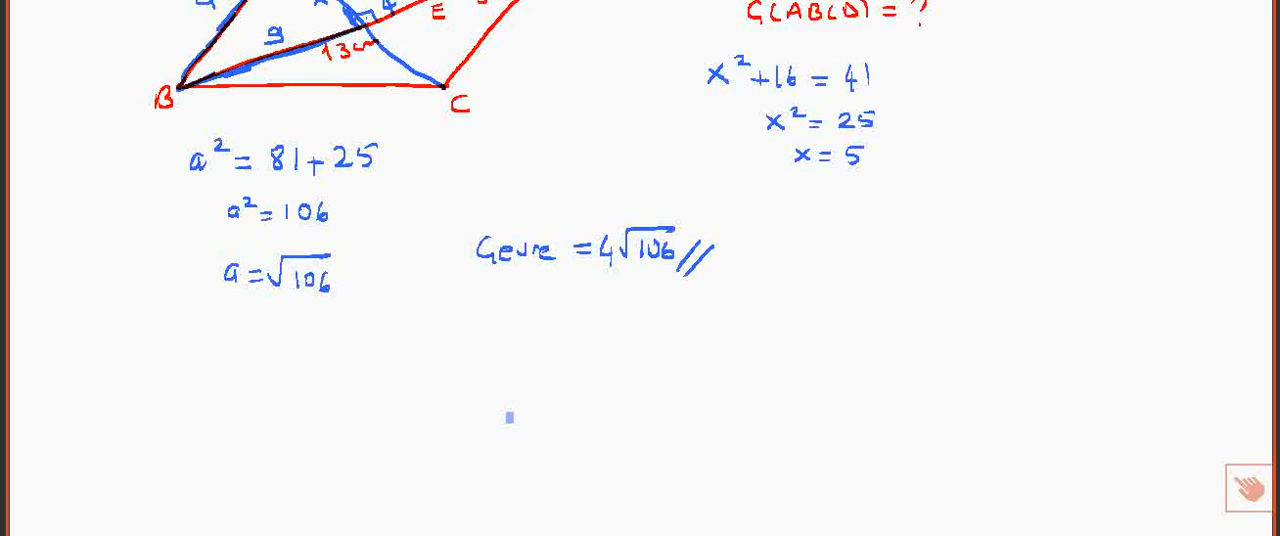 4 E
Ç(ABCD) = ?
9
13cm
B C
x² + 16 = 41
x² = 25
x = 5
a² = 81 + 25
a² = 106
a = √106
Çevre = 4√106 //